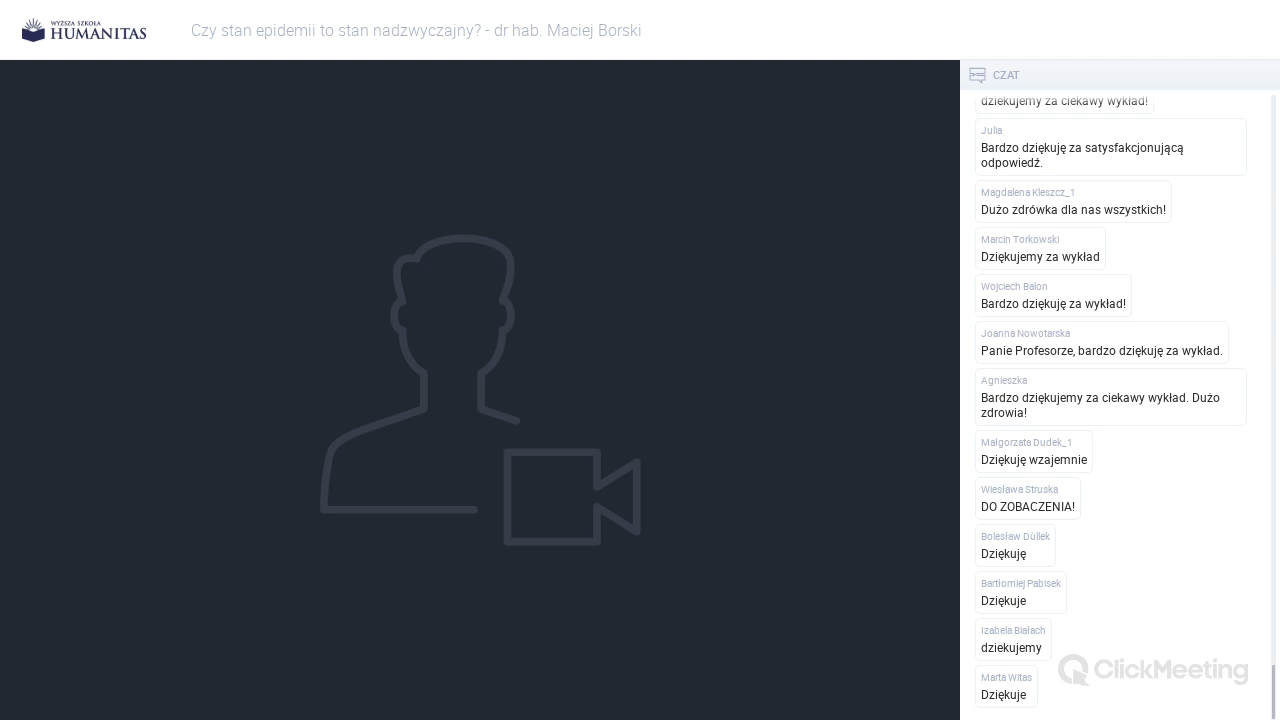 WYŻSZA SZKOŁA
HUMANITAS
Czy stan epidemii to stan nadzwyczajny? - dr hab. Maciej Borski
CZAT
dziękujemy za ciekawy wykład!
Julia
Bardzo dziękuję za satysfakcjonującą
odpowiedź.
Magdalena Kleszcz_1
Dużo zdrówka dla nas wszystkich!
Marcin Torkowski
Dziękujemy za wykład
Wojciech Balon
Bardzo dziękuję za wykład!
Joanna Nowotarska
Panie Profesorze, bardzo dziękuję za wykład.
Agnieszka
Bardzo dziękujemy za ciekawy wykład. Dużo
zdrowia!
Małgorzata Dudek_1
Dziękuję wzajemnie
Wiesława Struska
DO ZOBACZENIA!
Bolesław Düllek
Dziękuję
Bartłomiej Pabisek
Dziękuje
Izabela Białach
dziekujemy
ClickMeeting
Marta Witas
Dziękuje